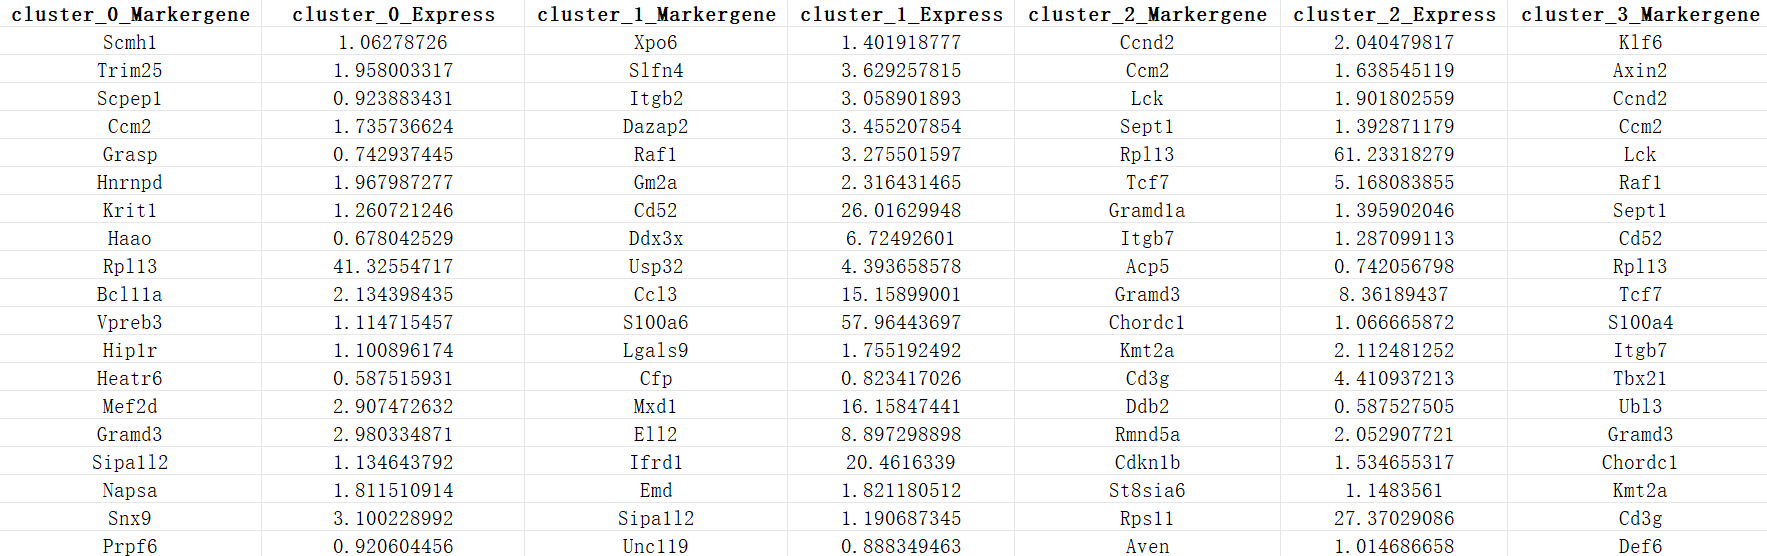 cluster_0_Markergene cluster_0_Express cluster_1_Markergene cluster_1_Express cluster_2_Markergene cluster_2_Express cluster_3_Markergene
Scmh1 1.06278726 Xpo6 1.401918777 Ccnd2 2.040479817 Klf6
Trim25 1.958003317 Slfn4 3.629257815 Ccm2 1.638545119 Axin2
Scpep1 0.923883431 Itgb2 3.058901893 Lck 1.901802559 Ccnd2
Ccm2 1.735736624 Dazap2 3.455207854 Sept1 1.392871179 Ccm2
Grasp 0.742937445 Raf1 3.275501597 Rpl13 61.23318279 Lck
Hnrnpd 1.967987277 Gm2a 2.316431465 Tcf7 5.168083855 Raf1
Krit1 1.260721246 Cd52 26.01629948 Gramd1a 1.395902046 Sept1
Haao 0.678042529 Ddx3x 6.72492601 Itgb7 1.287099113 Cd52
Rpl13 41.32554717 Usp32 4.393658578 Acp5 0.742056798 Rpl13
Bcl11a 2.134398435 Ccl3 15.15899001 Gramd3 8.36189437 Tcf7
Vpreb3 1.114715457 S100a6 57.96443697 Chordc1 1.066665872 S100a4
Hip1r 1.100896174 Lgals9 1.755192492 Kmt2a 2.112481252 Itgb7
Heatr6 0.587515931 Cfp 0.823417026 Cd3g 4.410937213 Tbx21
Mef2d 2.907472632 Mxd1 16.15847441 Ddb2 0.587527505 Ubl3
Gramd3 2.980334871 Ell2 8.897298898 Rmnd5a 2.052907721 Gramd3
Sipa1l2 1.134643792 Ifrd1 20.4616339 Cdkn1b 1.534655317 Chordc1
Napsa 1.811510914 Emd 1.821180512 St8sia6 1.1483561 Kmt2a
Snx9 3.100228992 Sipa1l2 1.190687345 Rps11 27.37029086 Cd3g
Prpf6 0.920604456 Unc119 0.888349463 Aven 1.014686658 Def6